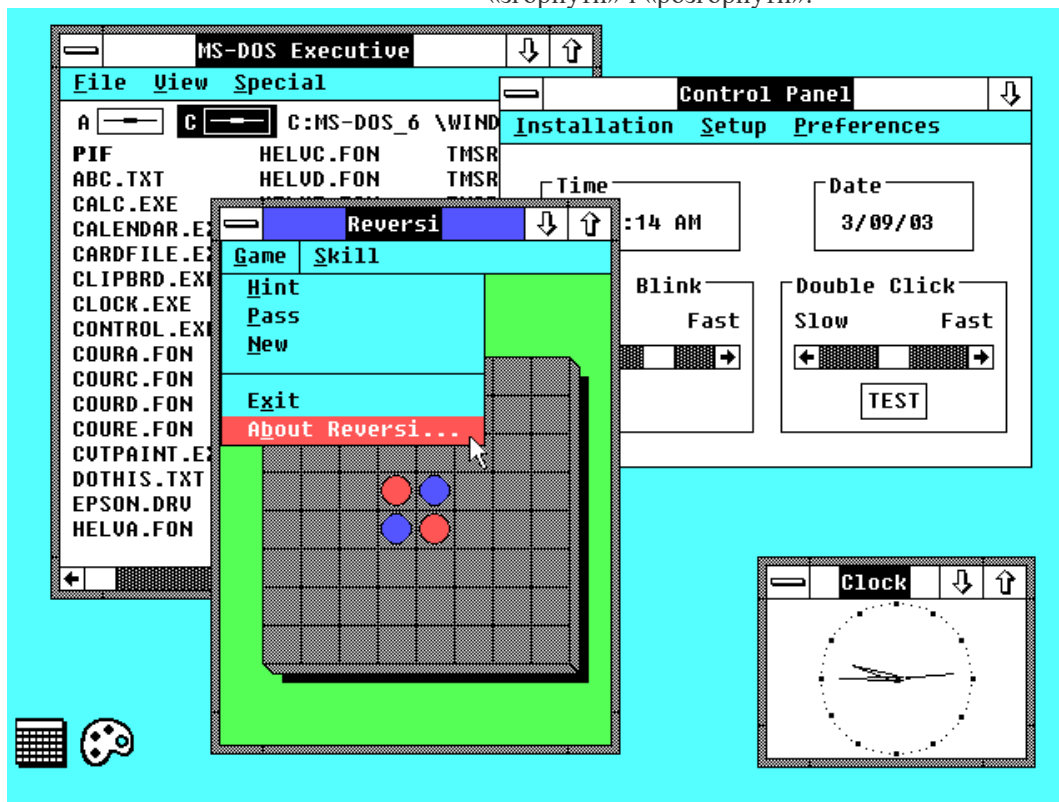 «згорнути» і «розгорнути».
MS-DOS Executive
File View Special
A C C:MS-DOS_6 \WIND
PIF HELVC.FON TMSR
ABC.TXT HELVD.FON TMSR
CALC.EXE
CALENDAR.E
CARDFILE.E
CLIPBRD.EX
CLOCK.EXE
CONTROL.EX
COURA.FON
COURC.FON
COURD.FON
COURE.FON
CVTPAINT.E
DOTHIS.TXT
EPSON.DRV
HELVA.FON
Control Panel
Installation Setup Preferences
Time
:14 AM
Date
3/09/03
Blink
Fast
Double Click
Slow Fast
TEST
Reversi
Game Skill
Hint
Pass
New
Exit
About Reversi...
Clock